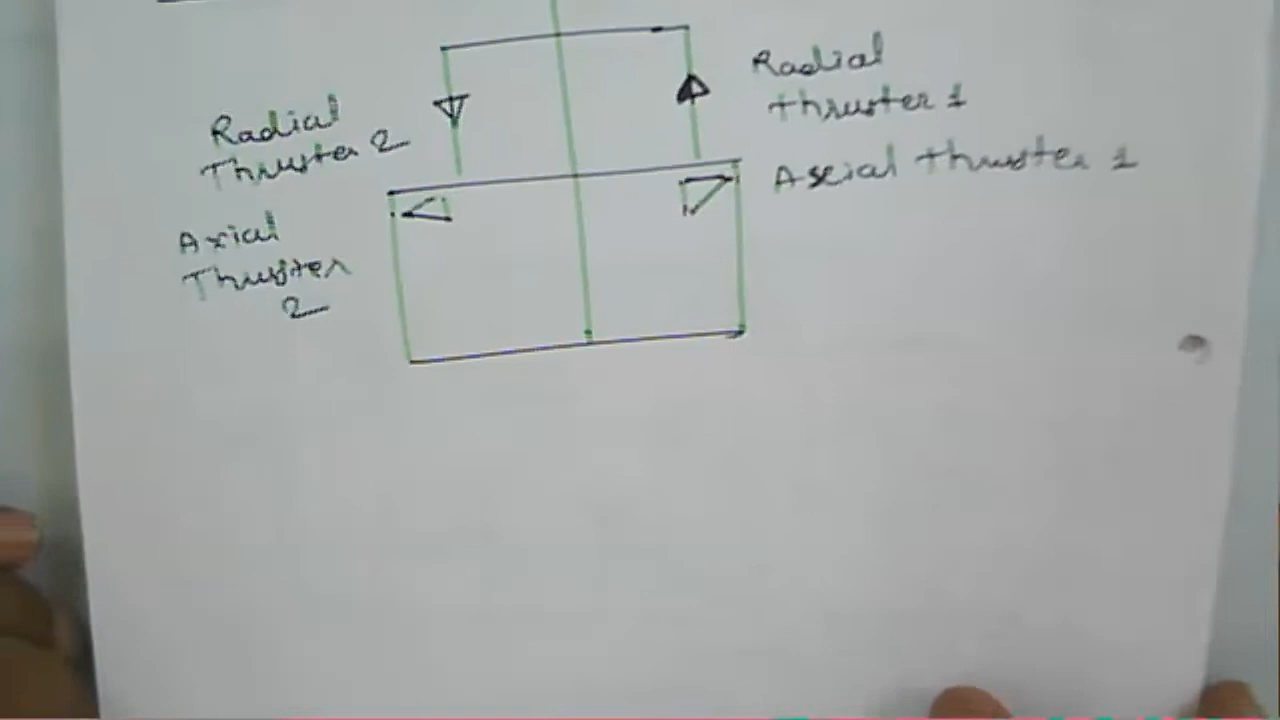 Radial
thruster 1
Radial
Thruster 2
Axial thruster 1
Axial
Thruster
2